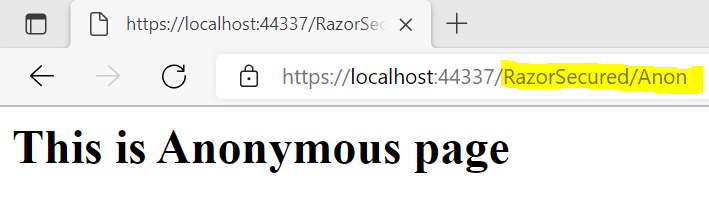 https://localhost:44337/RazorSec
https://localhost:44337/RazorSecured/Anon
This is Anonymous page